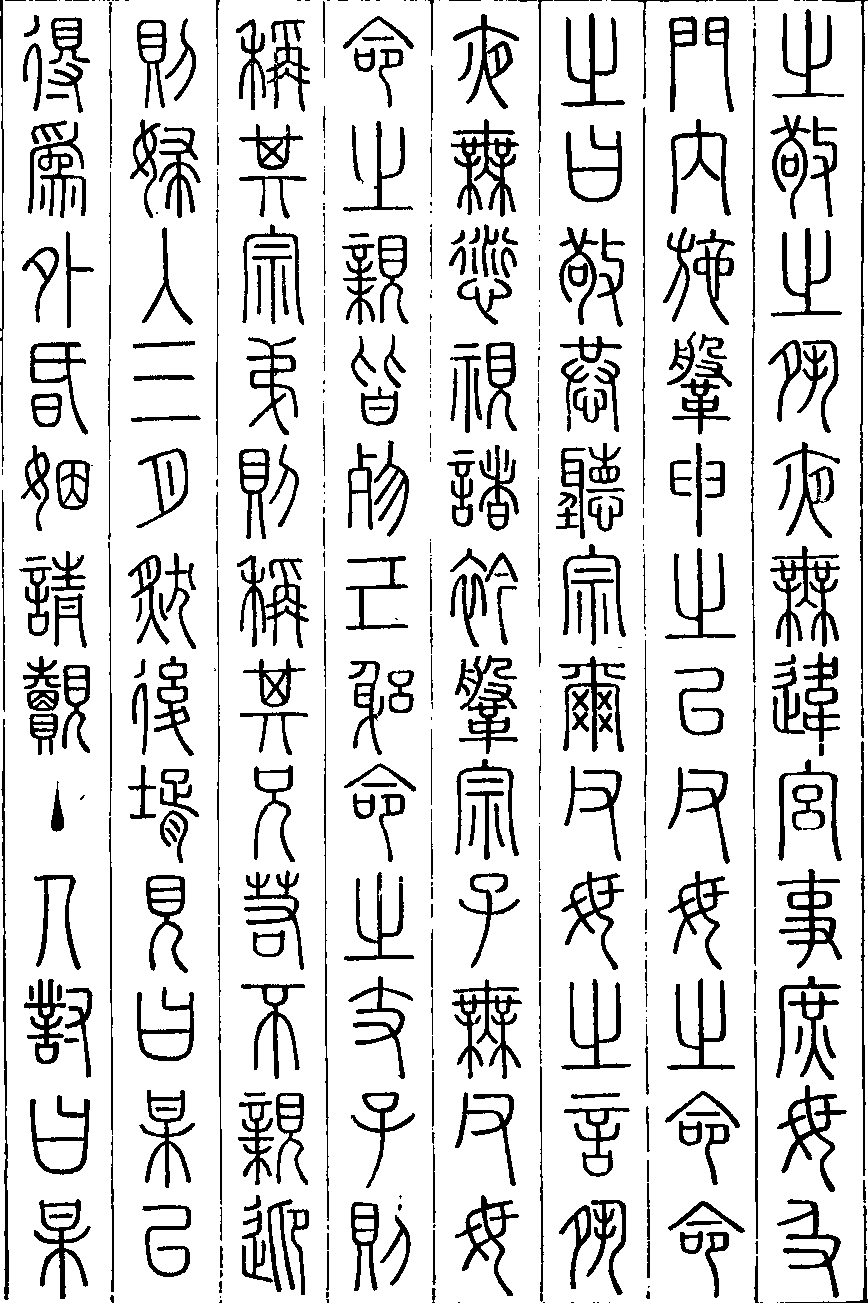 之敬之夙夜無違宮事庶母及
門內施鞶申之以父母之命命
之曰敬恭聽宗爾父母之言夙
夜無愆視諸衿鞶宗子無父母
命之親皆歿己躬命之支子則
稱其宗弟則稱其兄若不親迎
則婦入三月然後壻見曰某以
得為外昏姻請覿主人對曰某